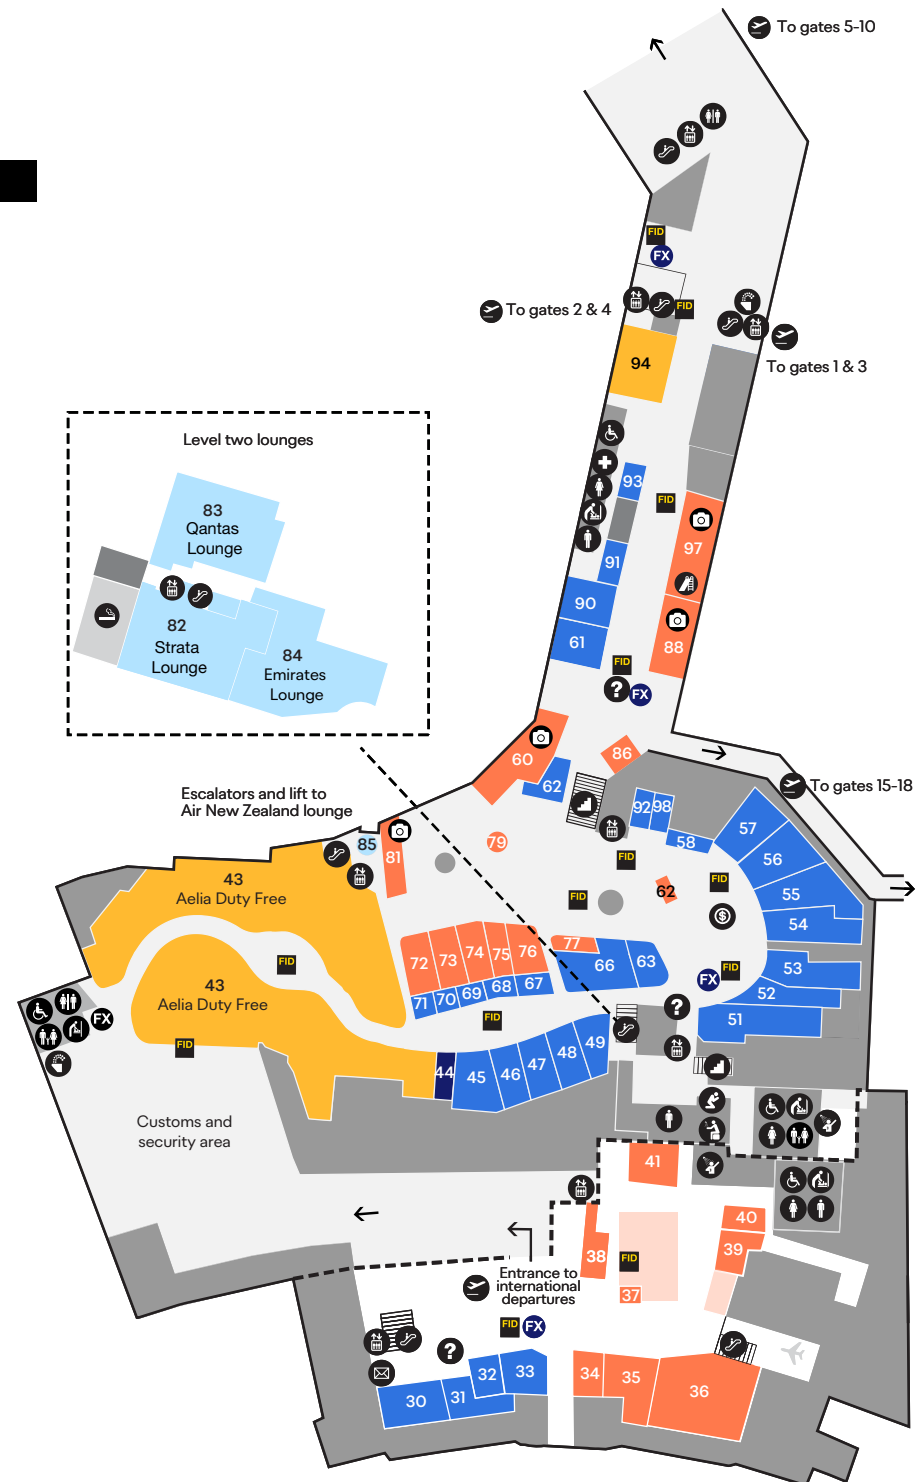 To gates 5-10
FID
FX
To gates 2 & 4
FID
To gates 1 & 3
94
Level two lounges
83
Qantas
Lounge
82
Strata
Lounge
84
Emirates
Lounge
93
FID
97
91
90
61
88
FID
FX
60
86
62
To gates 15-18
Escalators and lift to
Air New Zealand lounge
92
98
57
58
56
79
85
81
FID
62
FID
55
FID
54
43
Aelia Duty Free
72
73
74
75
76
77
66
63
53
FX
FID
52
51
FID
43
Aelia Duty Free
71
70
69
68
67
FID
FX
FID
44
45
46
47
48
49
Customs and
security area
41
40
39
38
FID
37
Entrance to
international
departures
FID
FX
30
31
32
33
34
35
36